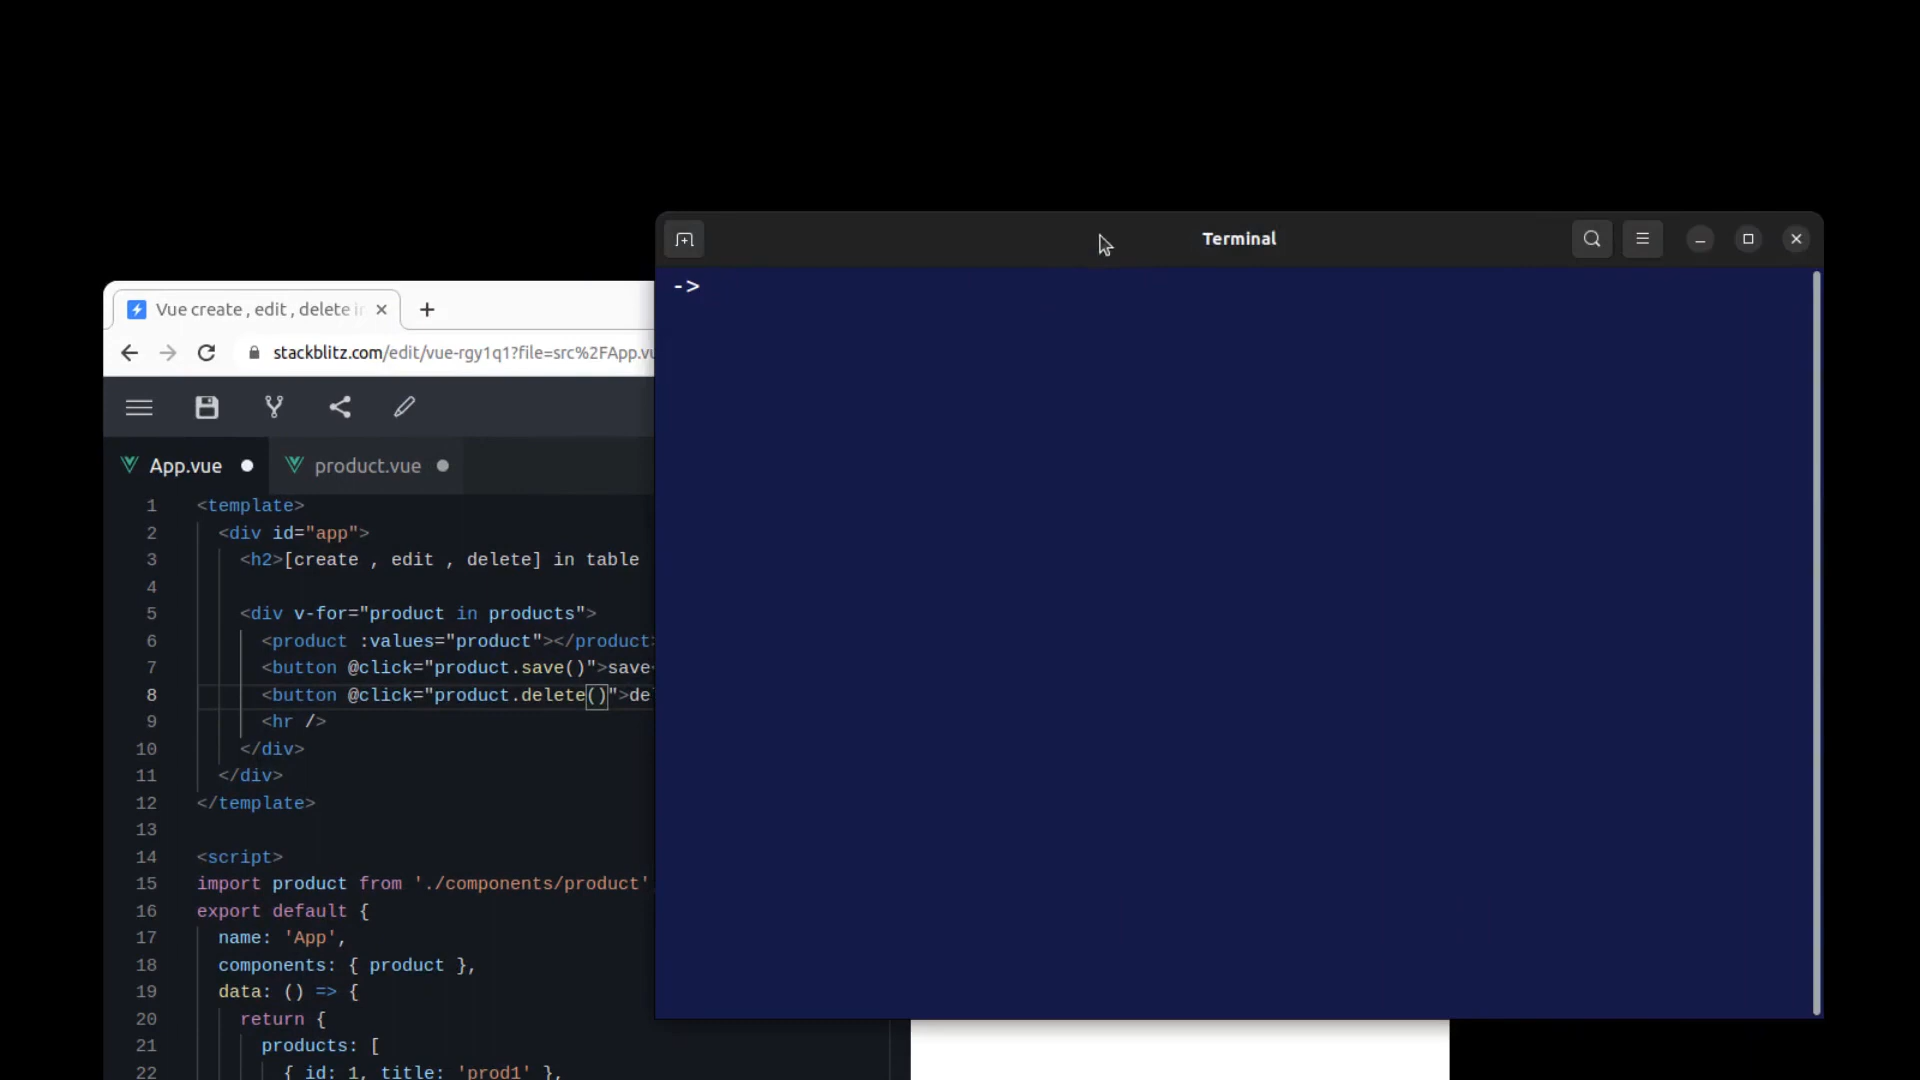 Terminal
->
Vue create , edit , delete i
stackblitz.com/edit/vue-rgy1q1?file=src%2FApp.vu
App.vue
product.vue
1 <template>
2 <div id="app">
3 <h2>[create , edit , delete] in table
4
5 <div v-for="product in products">
6 <product :values="product"></product>
7 <button @click="product.save()">save
8 <button @click="product.delete()">de
9 <hr />
10 </div>
11 </div>
12 </template>
13
14 <script>
15 import product from './components/product'
16 export default {
17 name: 'App',
18 components: { product },
19 data: () => {
20 return {
21 products: [
22 { id: 1, title: 'prod1' },